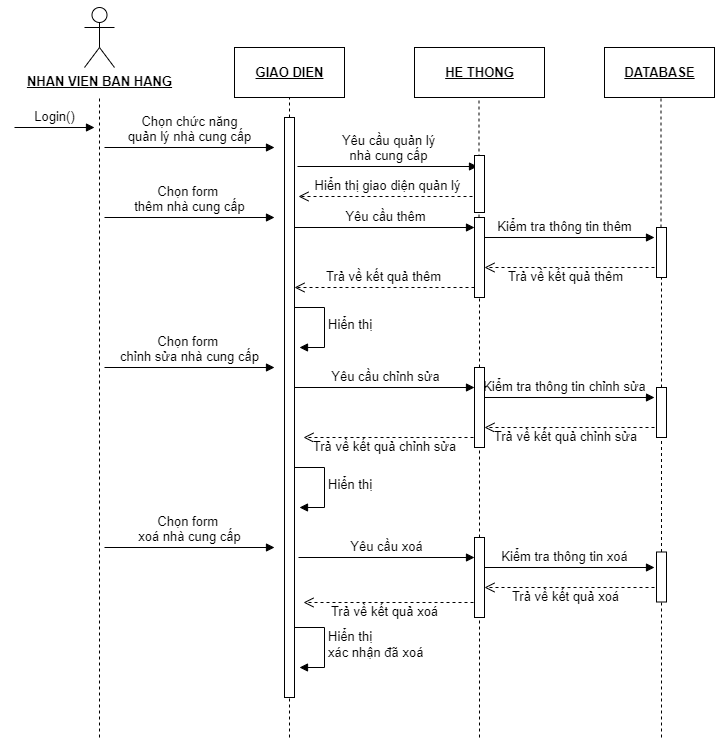 NHAN VIEN BAN HANG
GIAO DIEN
HE THONG
DATABASE
Login()
Chọn chức năng
quản lý nhà cung cấp
Yêu cầu quản lý
nhà cung cấp
Hiển thị giao diện quản lý
Chọn form
thêm nhà cung cấp
Yêu cầu thêm
Kiểm tra thông tin thêm
Trả về kết quả thêm
Trả về kết quả thêm
Hiển thị
Chọn form
chỉnh sửa nhà cung cấp
Yêu cầu chỉnh sửa
Kiểm tra thông tin chỉnh sửa
Trả về kết quả chỉnh sửa
Trả về kết quả chỉnh sửa
Hiển thị
Chọn form
xoá nhà cung cấp
Yêu cầu xoá
Kiểm tra thông tin xoá
Trả về kết quả xoá
Trả về kết quả xoá
Hiển thị
xác nhận đã xoá